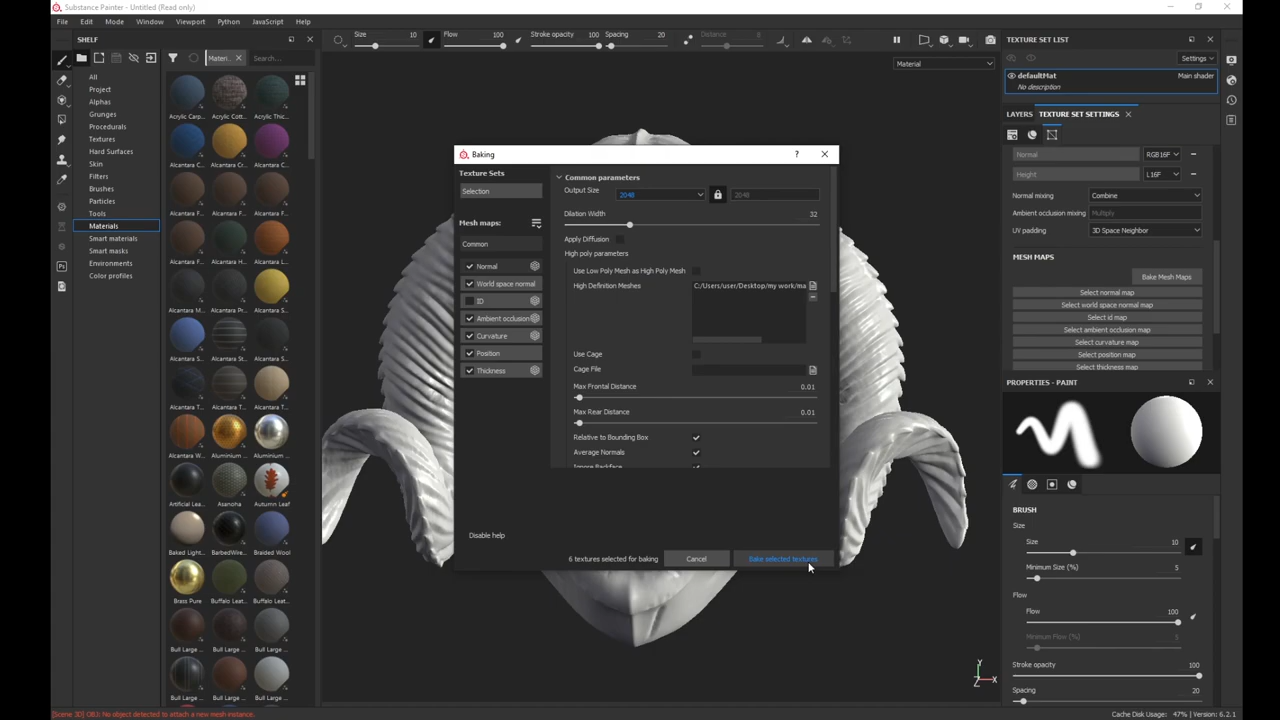 Substance Painter - Untitled (Read only)
File Edit Mode Window Viewport Python JavaScript Help
SHELF
Size 10 Flow 100 Stroke opacity 100 Spacing 20 Distance 8
TEXTURE SET LIST
Materi... Search...
Material
Settings
All
Project
Alphas
Grunges
Procedurals
Textures
Hard Surfaces
Skin
Filters
Brushes
Particles
Tools
Materials
Smart materials
Smart masks
Environments
Color profiles
Acrylic Carp... Acrylic Cott... Acrylic Thic...
Alcantara C... Alcantara Cr... Alcantara C...
Alcantara F... Alcantara F... Alcantara F...
Alcantara P... Alcantara H... Alcantara L...
Alcantara M... Alcantara S... Alcantara S...
Alcantara S... Alcantara S... Alcantara S...
Alcantara S... Alcantara T... Alcantara T...
Alcantara W... Aluminium ... Aluminium ...
Artificial Lea... Asanoha Autumn Leaf
Baked Light... BarbedWire... Braided Wool
Brass Pure Buffalo Leat... Buffalo Leat...
Bull Large ... Bull Large ... Bull Large ...
Bull Large ... Bull Large ... Bull Large ...
Baking
Texture Sets
Selection
Mesh maps:
Common
Normal
World space normal
ID
Ambient occlusion
Curvature
Position
Thickness
Common parameters
Output Size 2048 2048
Dilation Width 32
Apply Diffusion
High poly parameters
Use Low Poly Mesh as High Poly Mesh
High Definition Meshes C:/Users/user/Desktop/my work/ma
Use Cage
Cage File
Max Frontal Distance 0.01
Max Rear Distance 0.01
Relative to Bounding Box
Average Normals
Ignore Backface
Disable help
6 textures selected for baking Cancel Bake selected textures
defaultMat Main shader
No description
LAYERS TEXTURE SET SETTINGS
Normal RGB16F
Height L16F
Normal mixing Combine
Ambient occlusion mixing Multiply
UV padding 3D Space Neighbor
MESH MAPS
Bake Mesh Maps
Select normal map
Select world space normal map
Select id map
Select ambient occlusion map
Select curvature map
Select position map
Select thickness map
PROPERTIES - PAINT
BRUSH
Size
Size 10
Minimum Size (%) 5
Flow
Flow 100
Minimum Flow (%) 5
Stroke opacity 100
Spacing 20
Y
Z X
[Scene 3D] OBJ: No object detected to attach a new mesh instance.
Cache Disk Usage: 47% | Version: 6.2.1